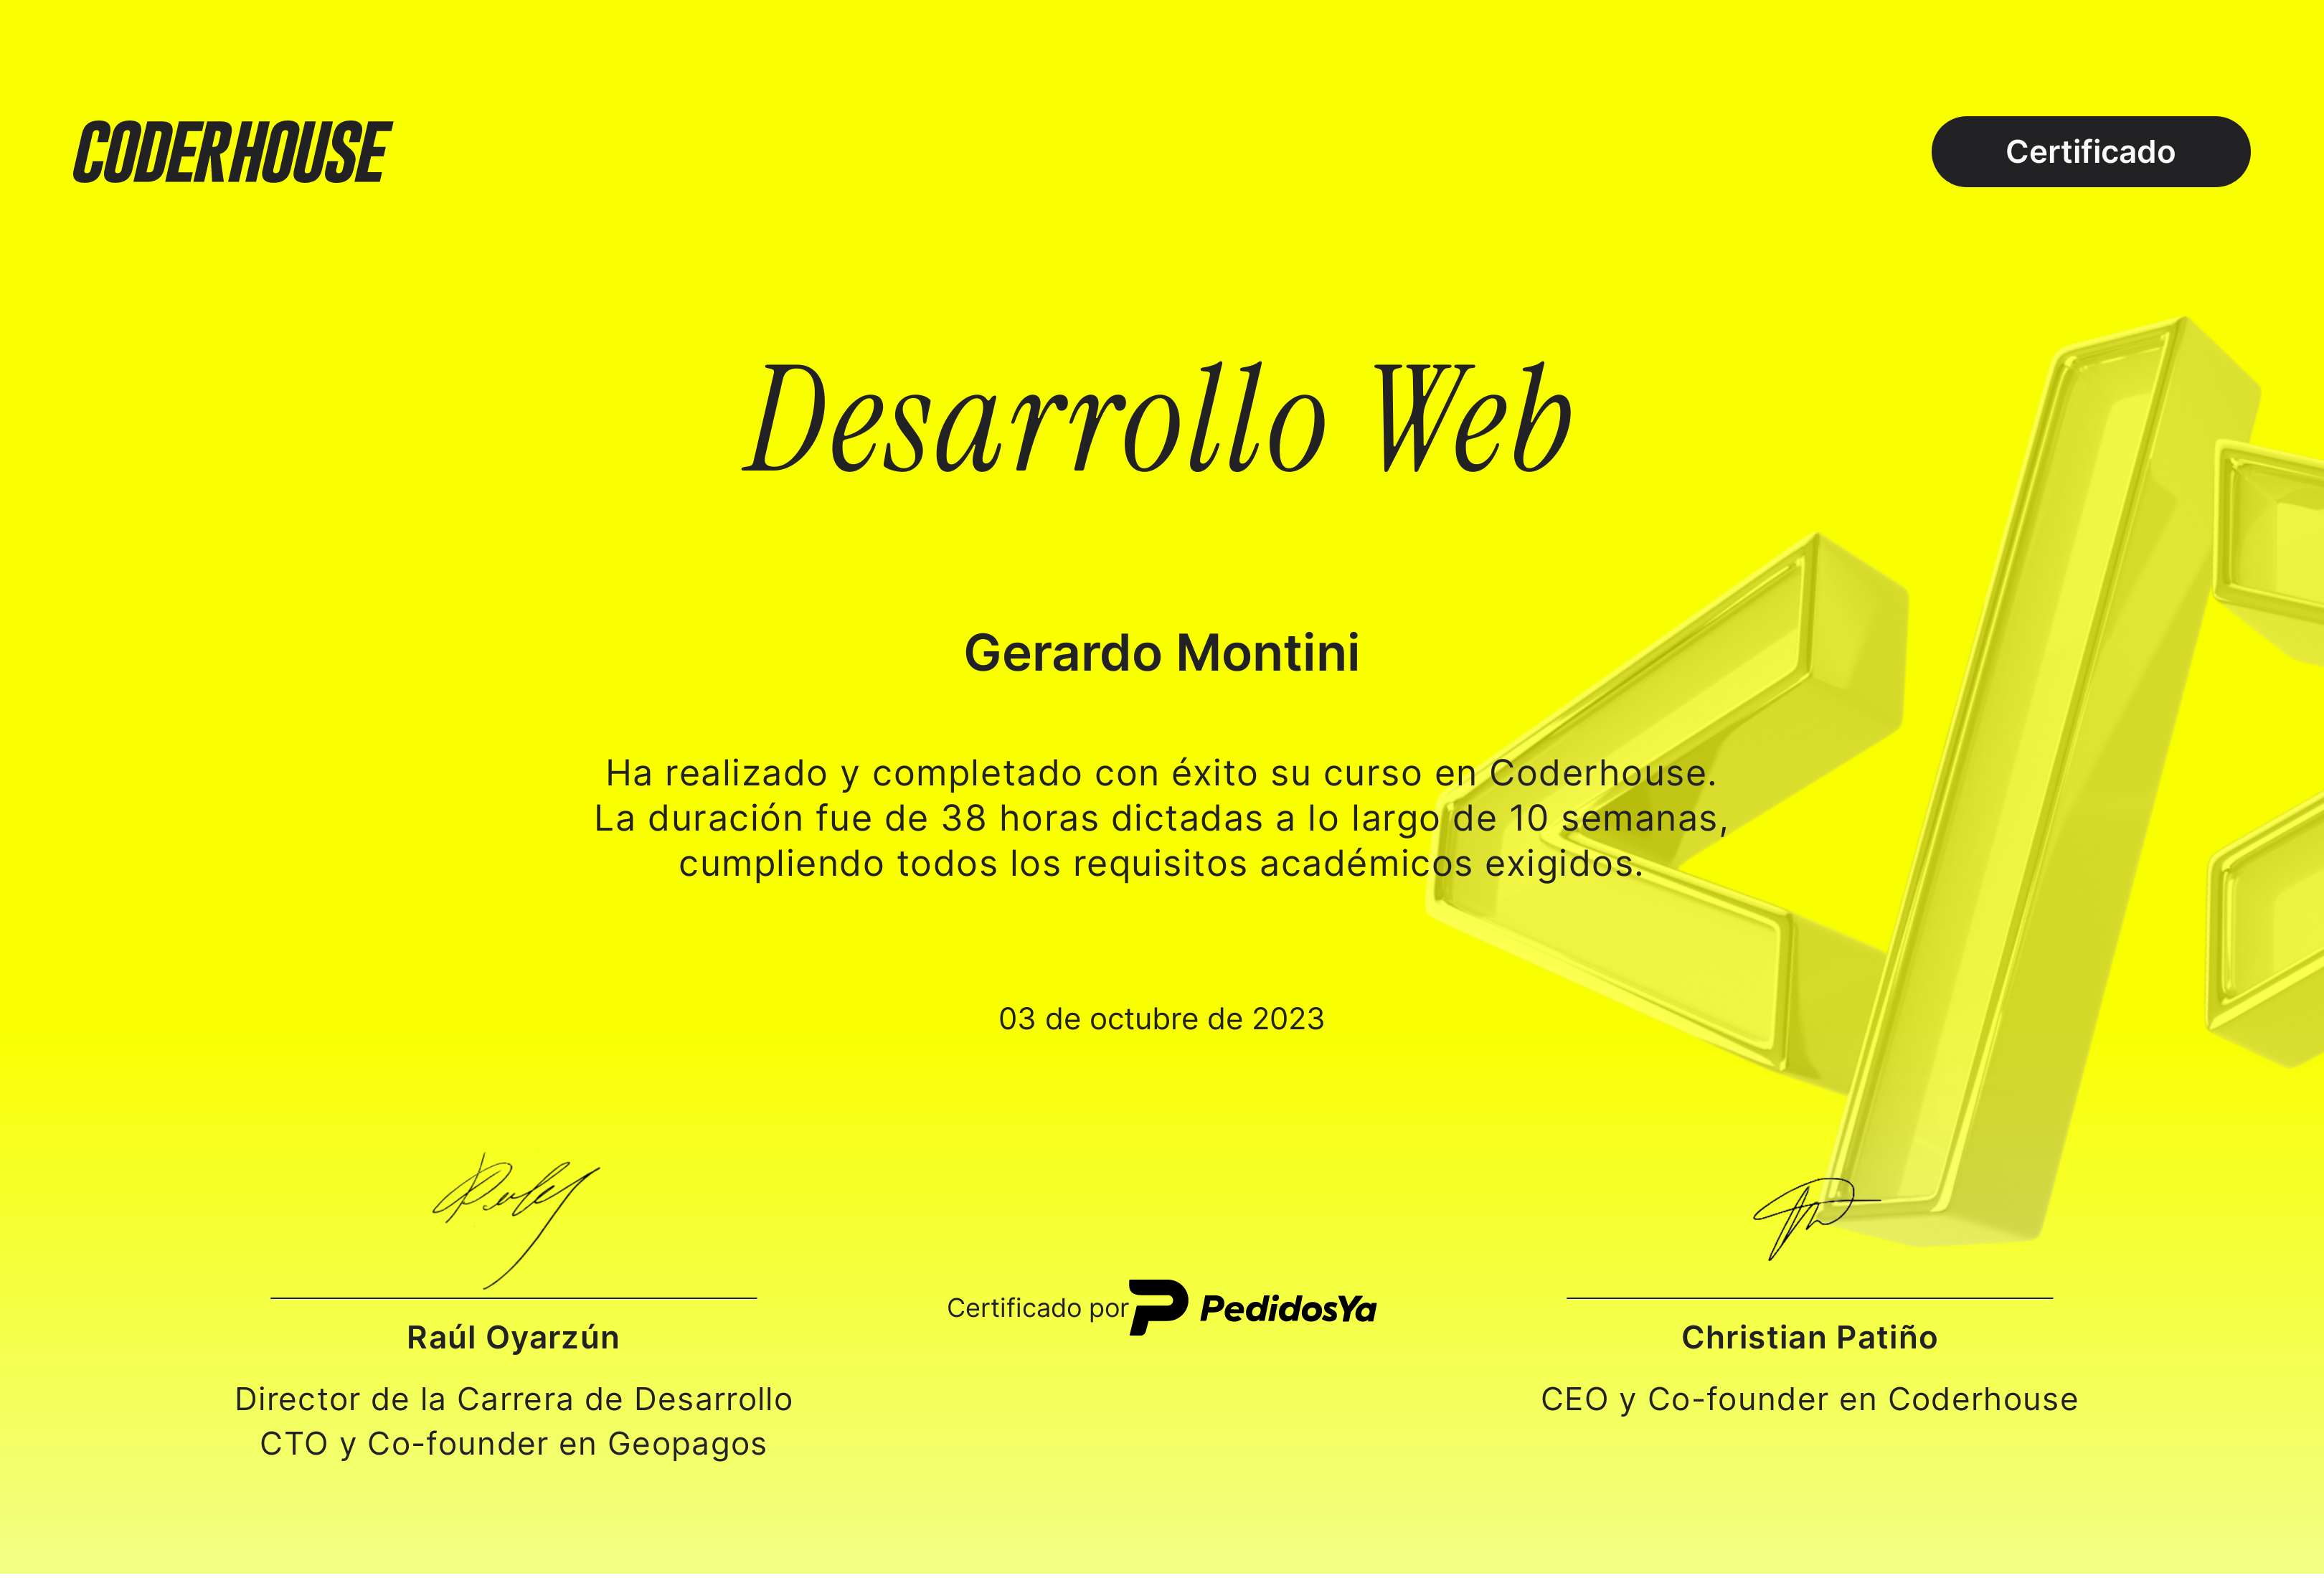 CODERHOUSE
Certificado
Desarrollo Web
Gerardo Montini
Ha realizado y completado con éxito su curso en Coderhouse.
La duración fue de 38 horas dictadas a lo largo de 10 semanas,
cumpliendo todos los requisitos académicos exigidos.
03 de octubre de 2023
Certificado por PedidosYa
Raúl Oyarzún
Director de la Carrera de Desarrollo
CTO y Co-founder en Geopagos
Christian Patiño
CEO y Co-founder en Coderhouse